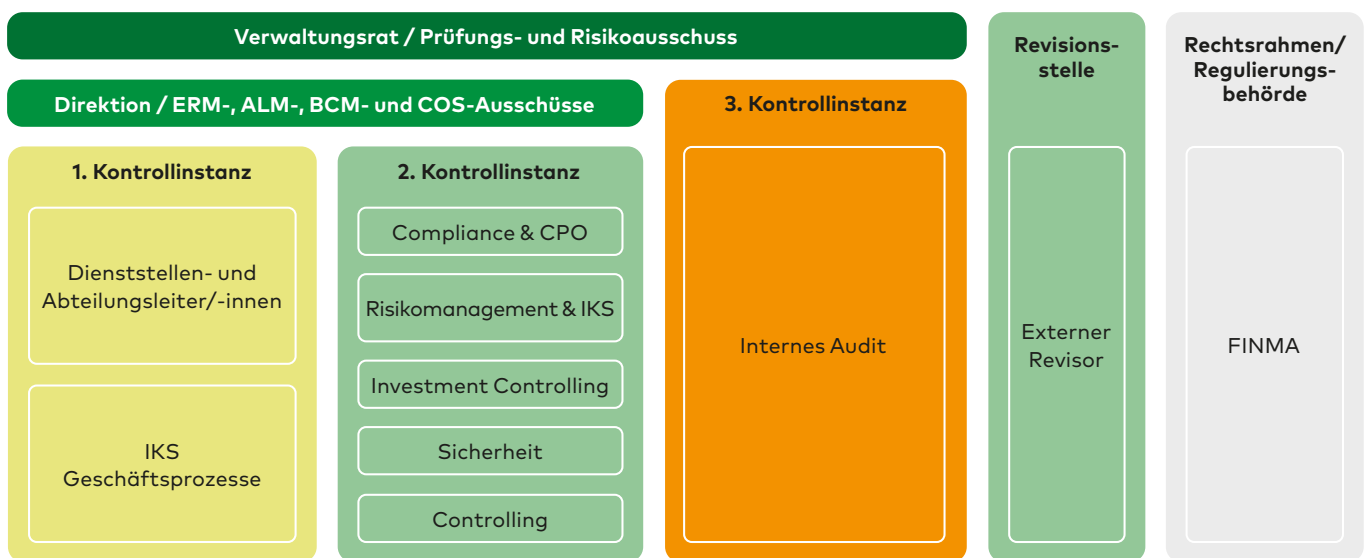 Verwaltungsrat / Prüfungs- und Risikoausschuss
Direktion / ERM-, ALM-, BCM- und COS-Ausschüsse
1. Kontrollinstanz
Dienststellen- und
Abteilungsleiter/-innen
IKS
Geschäftsprozesse
2. Kontrollinstanz
Compliance & CPO
Risikomanagement & IKS
Investment Controlling
Sicherheit
Controlling
3. Kontrollinstanz
Internes Audit
Revisions-
stelle
Externer
Revisor
Rechtsrahmen/
Regulierungs-
behörde
FINMA